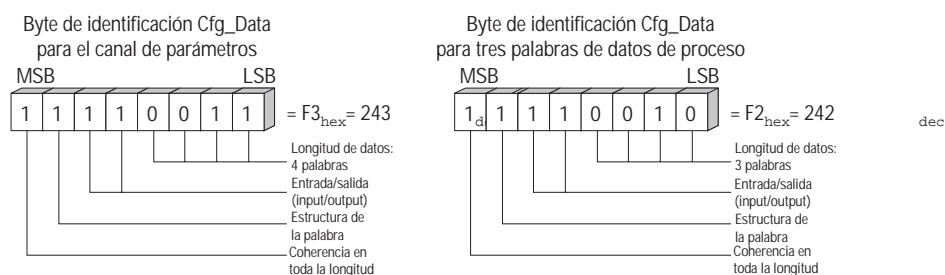 Byte de identificación Cfg_Data
para el canal de parámetros
MSB LSB
1 1 1 1 0 0 1 1 = F3hex= 243
Longitud de datos:
4 palabras
Entrada/salida
(input/output)
Estructura de
la palabra
Coherencia en
toda la longitud
Byte de identificación Cfg_Data
para tres palabras de datos de proceso
MSB LSB
1 1 1 1 0 0 1 0 = F2hex= 242 dec
Longitud de datos:
3 palabras
Entrada/salida
(input/output)
Estructura de
la palabra
Coherencia en
toda la longitud